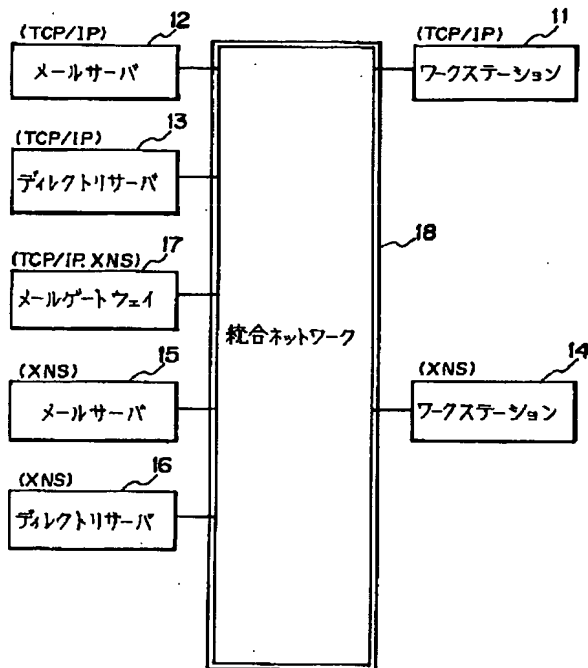 (TCP/IP)
12
メールサーバ
(TCP/IP)
13
ディレクトリサーバ
(TCP/IP, XNS)
17
メールゲートウェイ
(XNS)
15
メールサーバ
(XNS)
16
ディレクトリサーバ
統合ネットワーク
18
(TCP/IP)
11
ワークステーション
(XNS)
14
ワークステーション